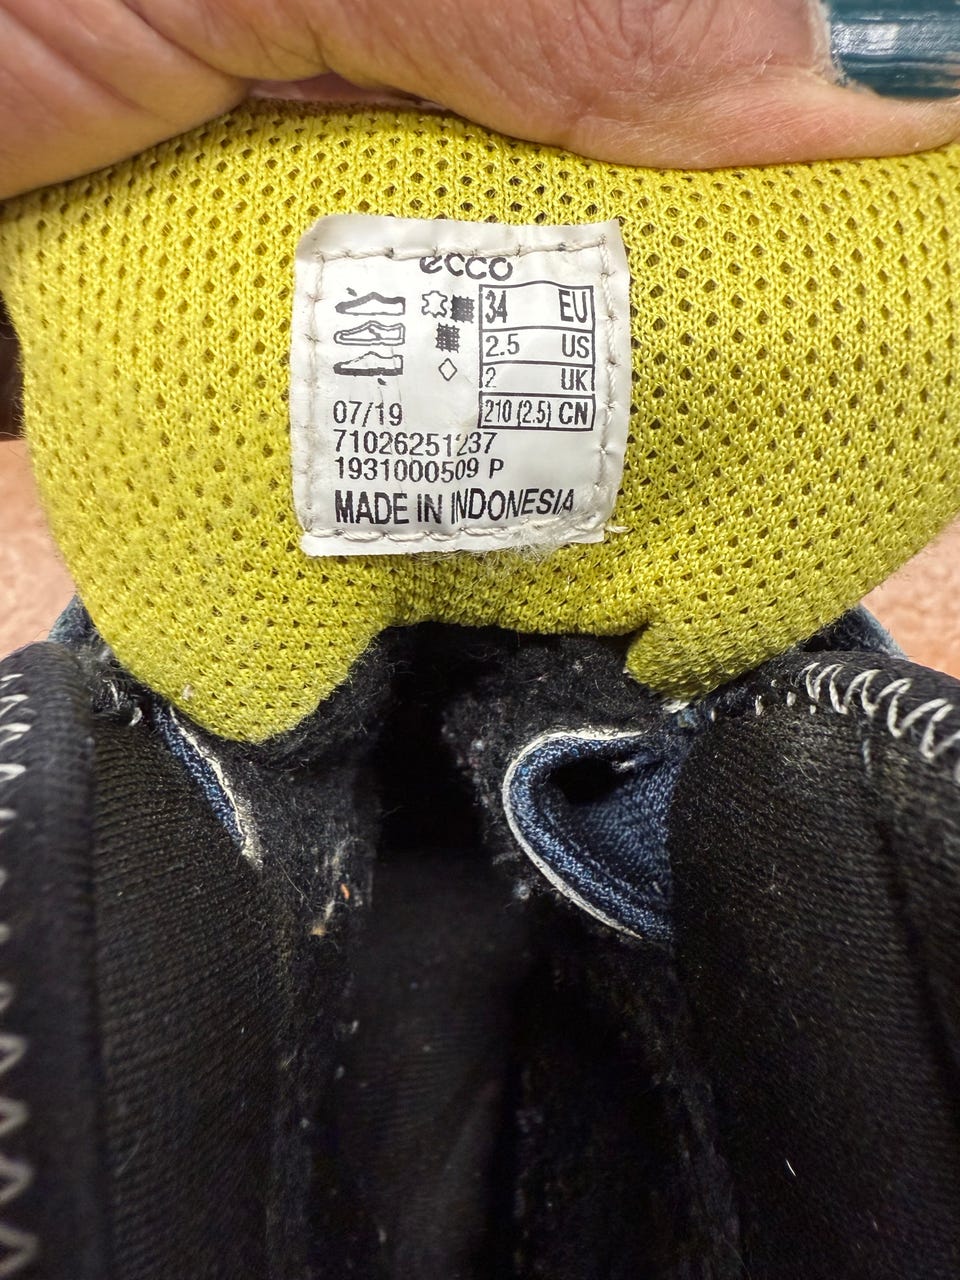 ecco
34 EU
2.5 US
2 UK
210 (2.5) CN
07/19
71026251237
1931000509 P
MADE IN INDONESIA